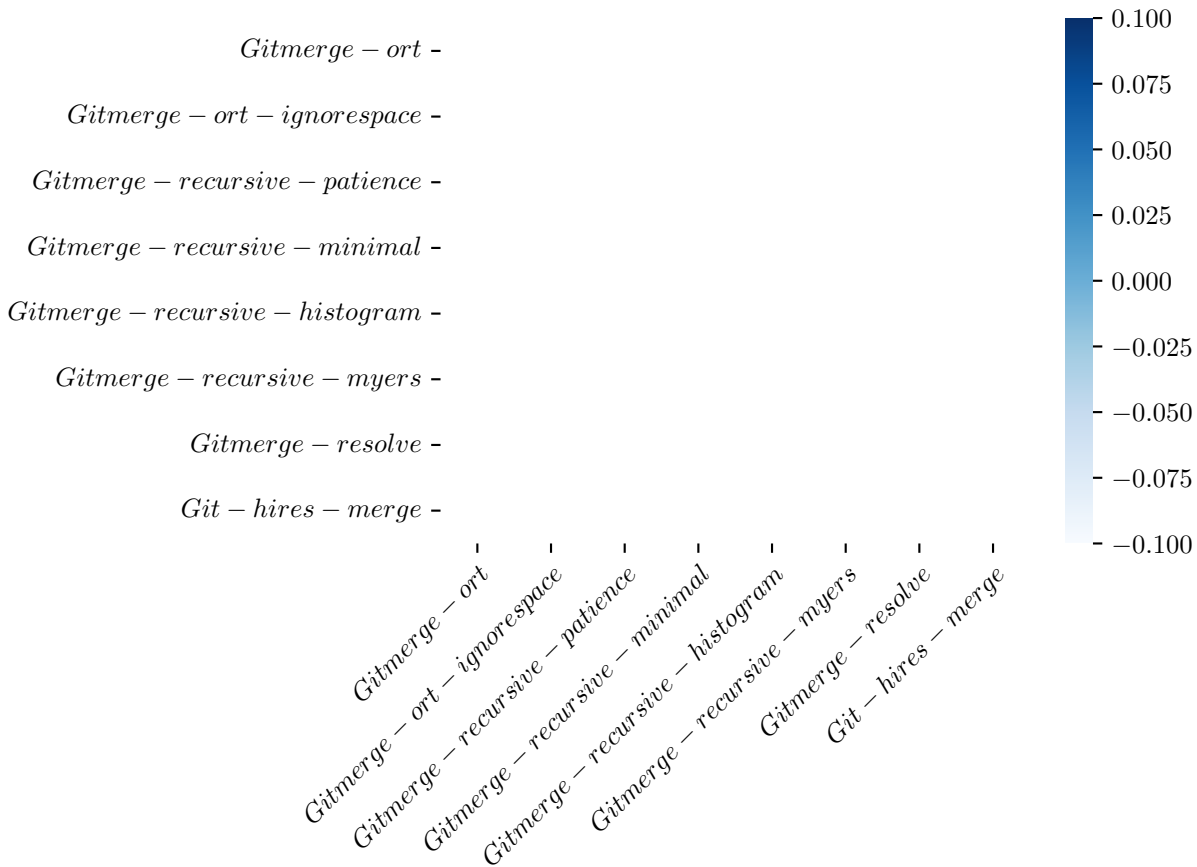 Gitmerge − ort
Gitmerge − ort − ignorespace
Gitmerge − recursive − patience
Gitmerge − recursive − minimal
Gitmerge − recursive − histogram
Gitmerge − recursive − myers
Gitmerge − resolve
Git − hires − merge
Gitmerge − ort
Gitmerge − ort − ignorespace
Gitmerge − recursive − patience
Gitmerge − recursive − minimal
Gitmerge − recursive − histogram
Gitmerge − recursive − myers
Gitmerge − resolve
Git − hires − merge
0.100
0.075
0.050
0.025
0.000
−0.025
−0.050
−0.075
−0.100